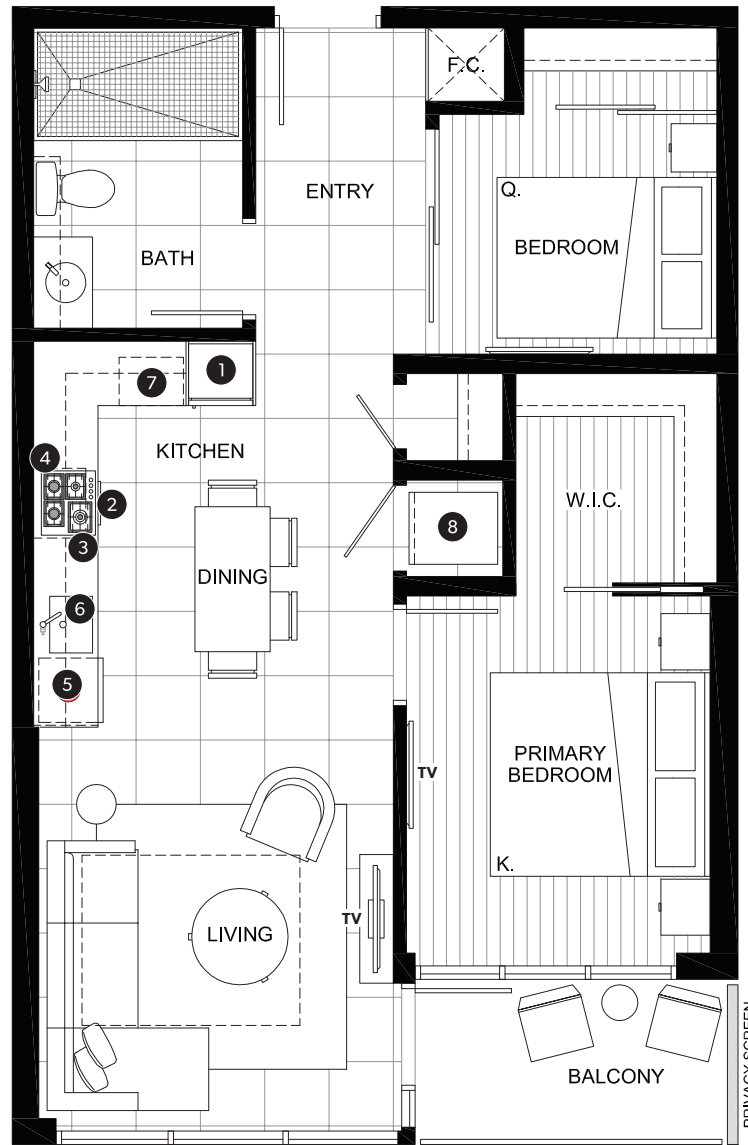 F.C.
ENTRY
Q.
BEDROOM
BATH
1
7
KITCHEN
4
2
3
W.I.C.
8
DINING
6
5
PRIMARY
BEDROOM
TV
K.
TV
LIVING
BALCONY
PRIVACY SCREEN